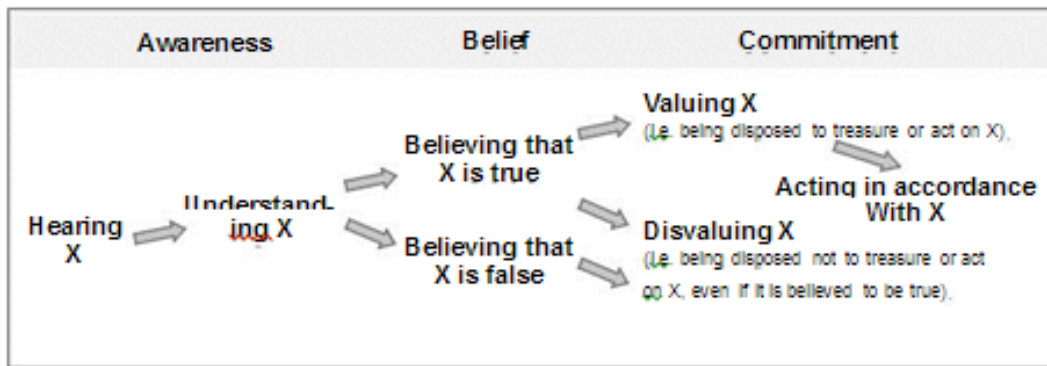 Awareness Belief Commitment
Valuing X
(i.e. being disposed to treasure or act on X).
Believing that
X is true
Acting in accordance
With X
Understand-
ing X
Hearing
X
Disvaluing X
(i.e. being disposed not to treasure or act
on X, even if it is believed to be true).
Believing that
X is false